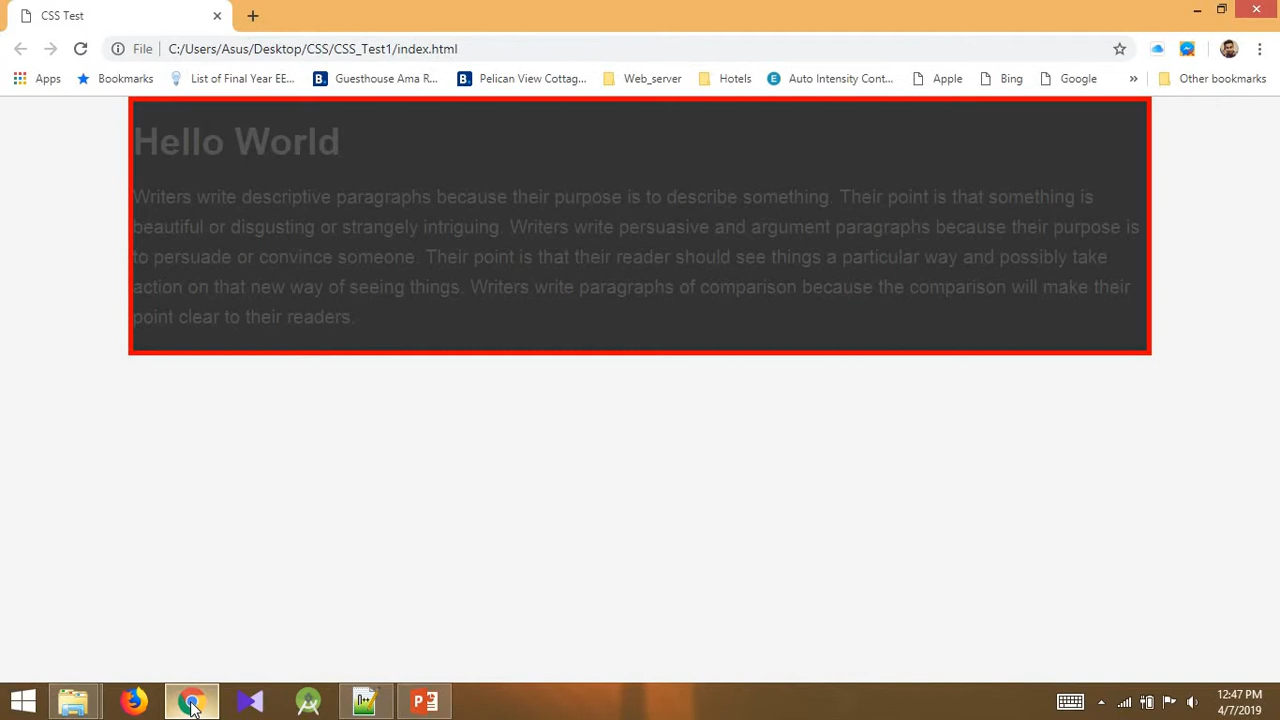 CSS Test
File
C:/Users/Asus/Desktop/CSS/CSS_Test1/index.html
Apps
Bookmarks
List of Final Year EE...
Guesthouse Ama R...
Pelican View Cottag...
Web_server
Hotels
Auto Intensity Cont...
Apple
Bing
Google
»
Other bookmarks
Hello World
Writers write descriptive paragraphs because their purpose is to describe something. Their point is that something is
beautiful or disgusting or strangely intriguing. Writers write persuasive and argument paragraphs because their purpose is
to persuade or convince someone. Their point is that their reader should see things a particular way and possibly take
action on that new way of seeing things. Writers write paragraphs of comparison because the comparison will make their
point clear to their readers.
12:47 PM
4/7/2019